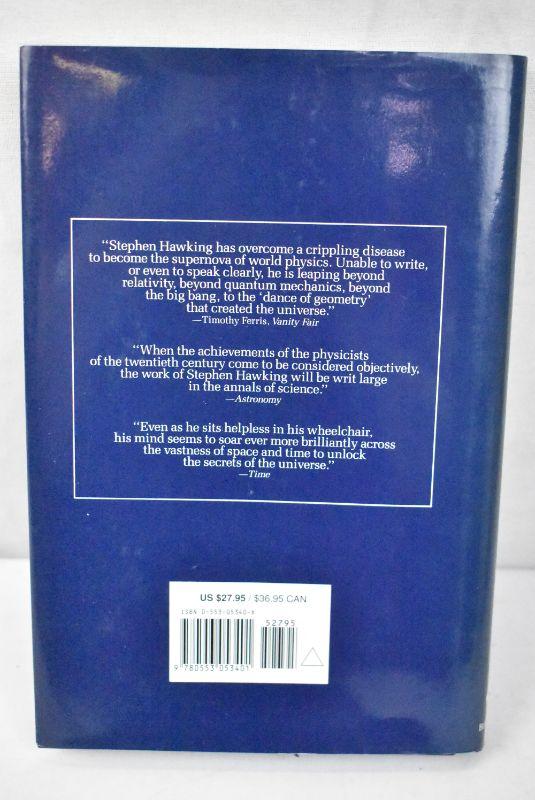 “Stephen Hawking has overcome a crippling disease
to become the supernova of world physics. Unable to write,
or even to speak clearly, he is leaping beyond
relativity, beyond quantum mechanics, beyond
the big bang, to the ‘dance of geometry’
that created the universe.”
—Timothy Ferris, Vanity Fair
“When the achievements of the physicists
of the twentieth century come to be considered objectively,
the work of Stephen Hawking will be writ large
in the annals of science.”
—Astronomy
“Even as he sits helpless in his wheelchair,
his mind seems to soar ever more brilliantly across
the vastness of space and time to unlock
the secrets of the universe.”
—Time
US $27.95 / $36.95 CAN
ISBN 0-553-05340-X
52795
9 780553 053401